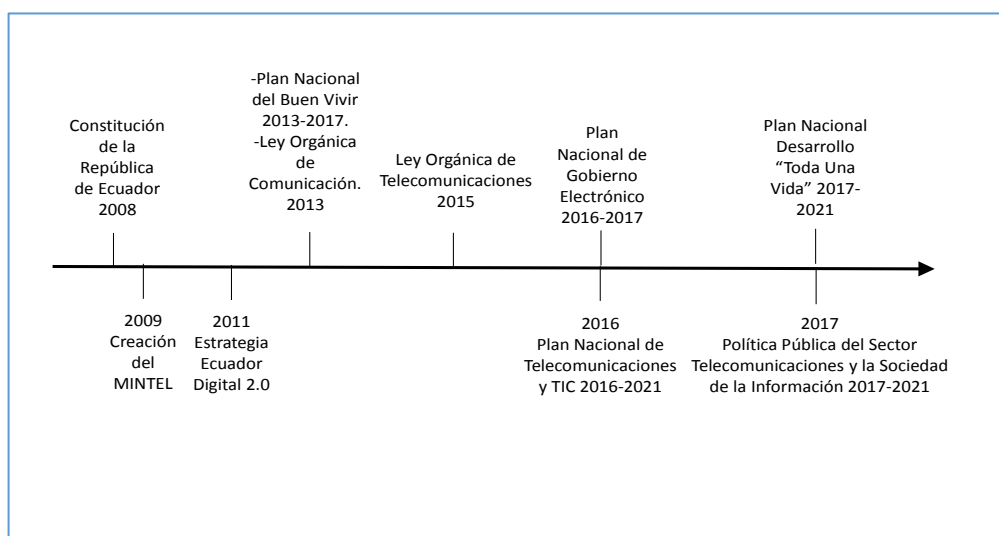 Constitución
de la
República
de Ecuador
2008
-Plan Nacional
del Buen Vivir
2013-2017.
-Ley Orgánica
de
Comunicación.
2013
Ley Orgánica de
Telecomunicaciones
2015
Plan
Nacional de
Gobierno
Electrónico
2016-2017
Plan Nacional
Desarrollo
“Toda Una
Vida” 2017-
2021
2009
Creación
del
MINTEL
2011
Estrategia
Ecuador
Digital 2.0
2016
Plan Nacional de
Telecomunicaciones
y TIC 2016-2021
2017
Política Pública del Sector
Telecomunicaciones y la Sociedad
de la Información 2017-2021